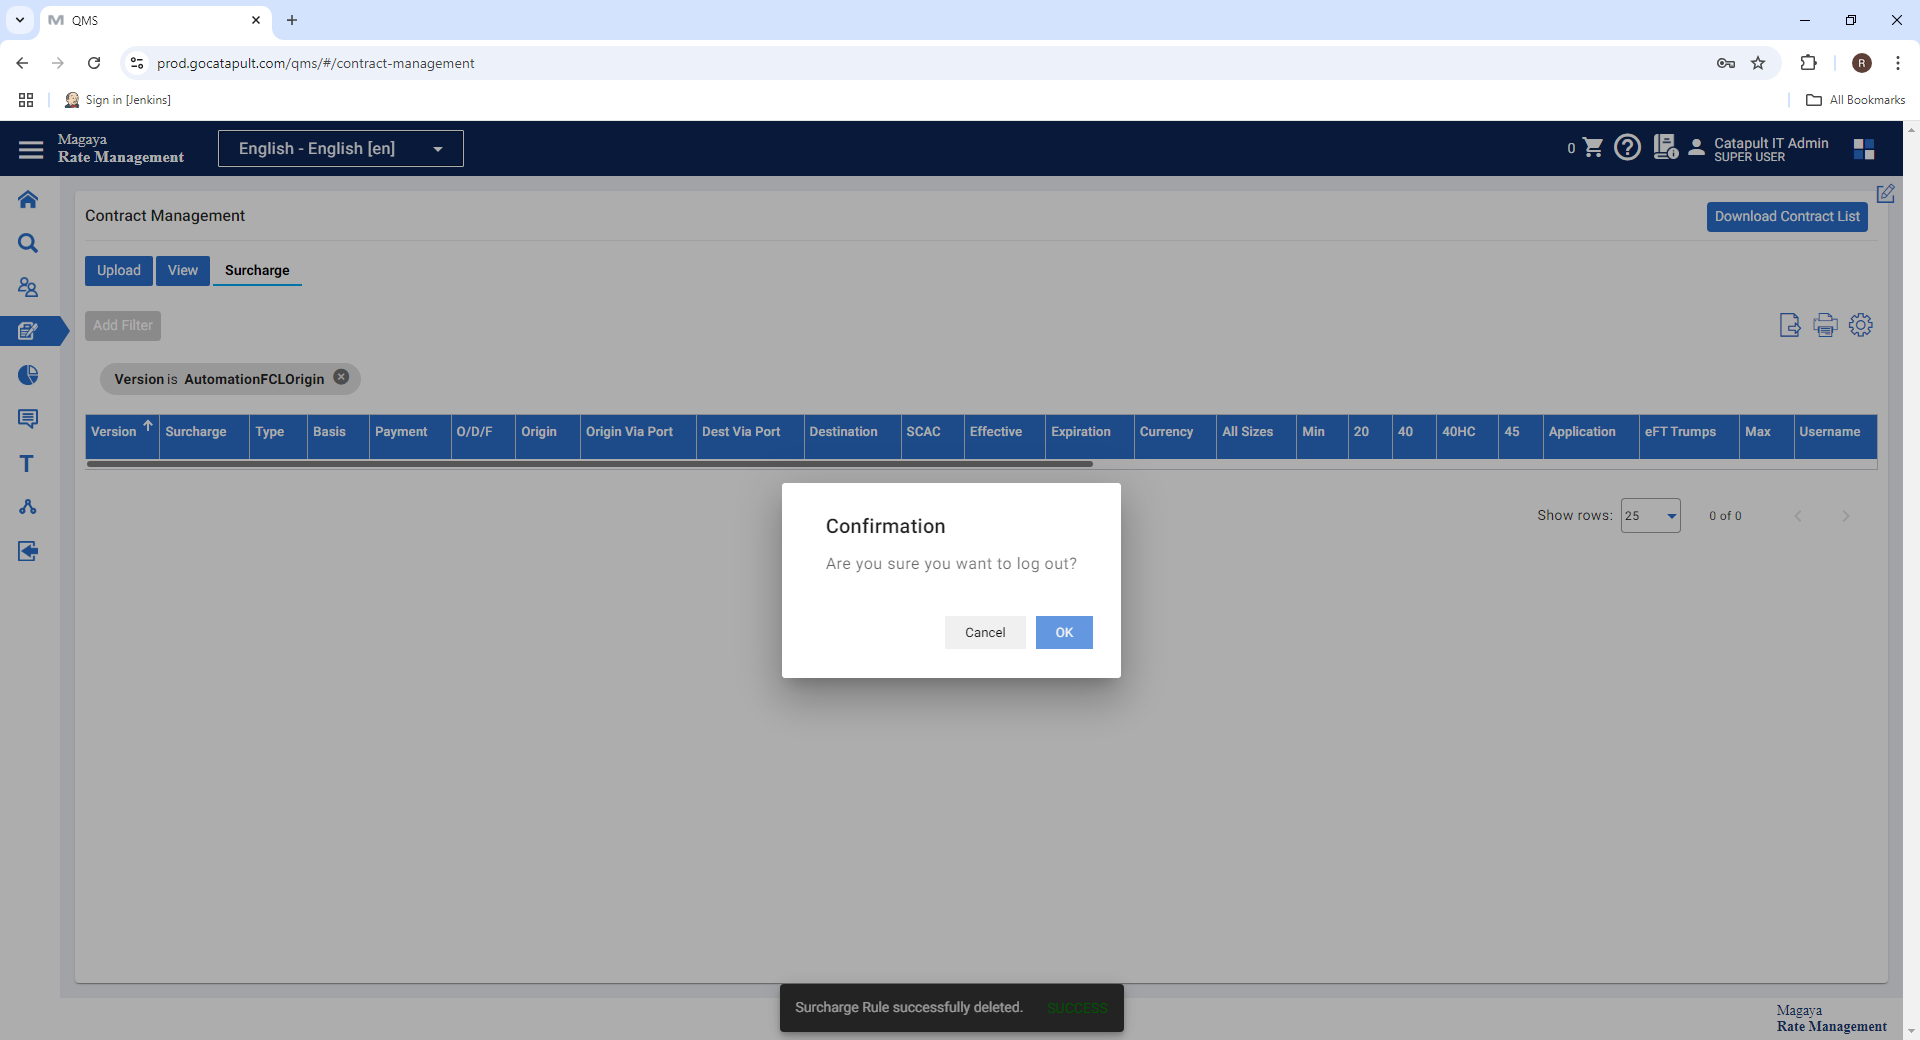 QMS
prod.gocatapult.com/qms/#/contract-management
R
Sign in [Jenkins]
All Bookmarks
Magaya
Rate Management
English - English [en]
0
Catapult IT Admin
SUPER USER
Contract Management
Download Contract List
Upload
View
Surcharge
Add Filter
Version is AutomationFCLOrigin
Version Surcharge Type Basis Payment O/D/F Origin Origin Via Port Dest Via Port Destination SCAC Effective Expiration Currency All Sizes Min 20 40 40HC 45 Application eFT Trumps Max Username
T
Show rows: 25 0 of 0
Confirmation
Are you sure you want to log out?
Cancel
OK
Surcharge Rule successfully deleted. SUCCESS
Magaya
Rate Management